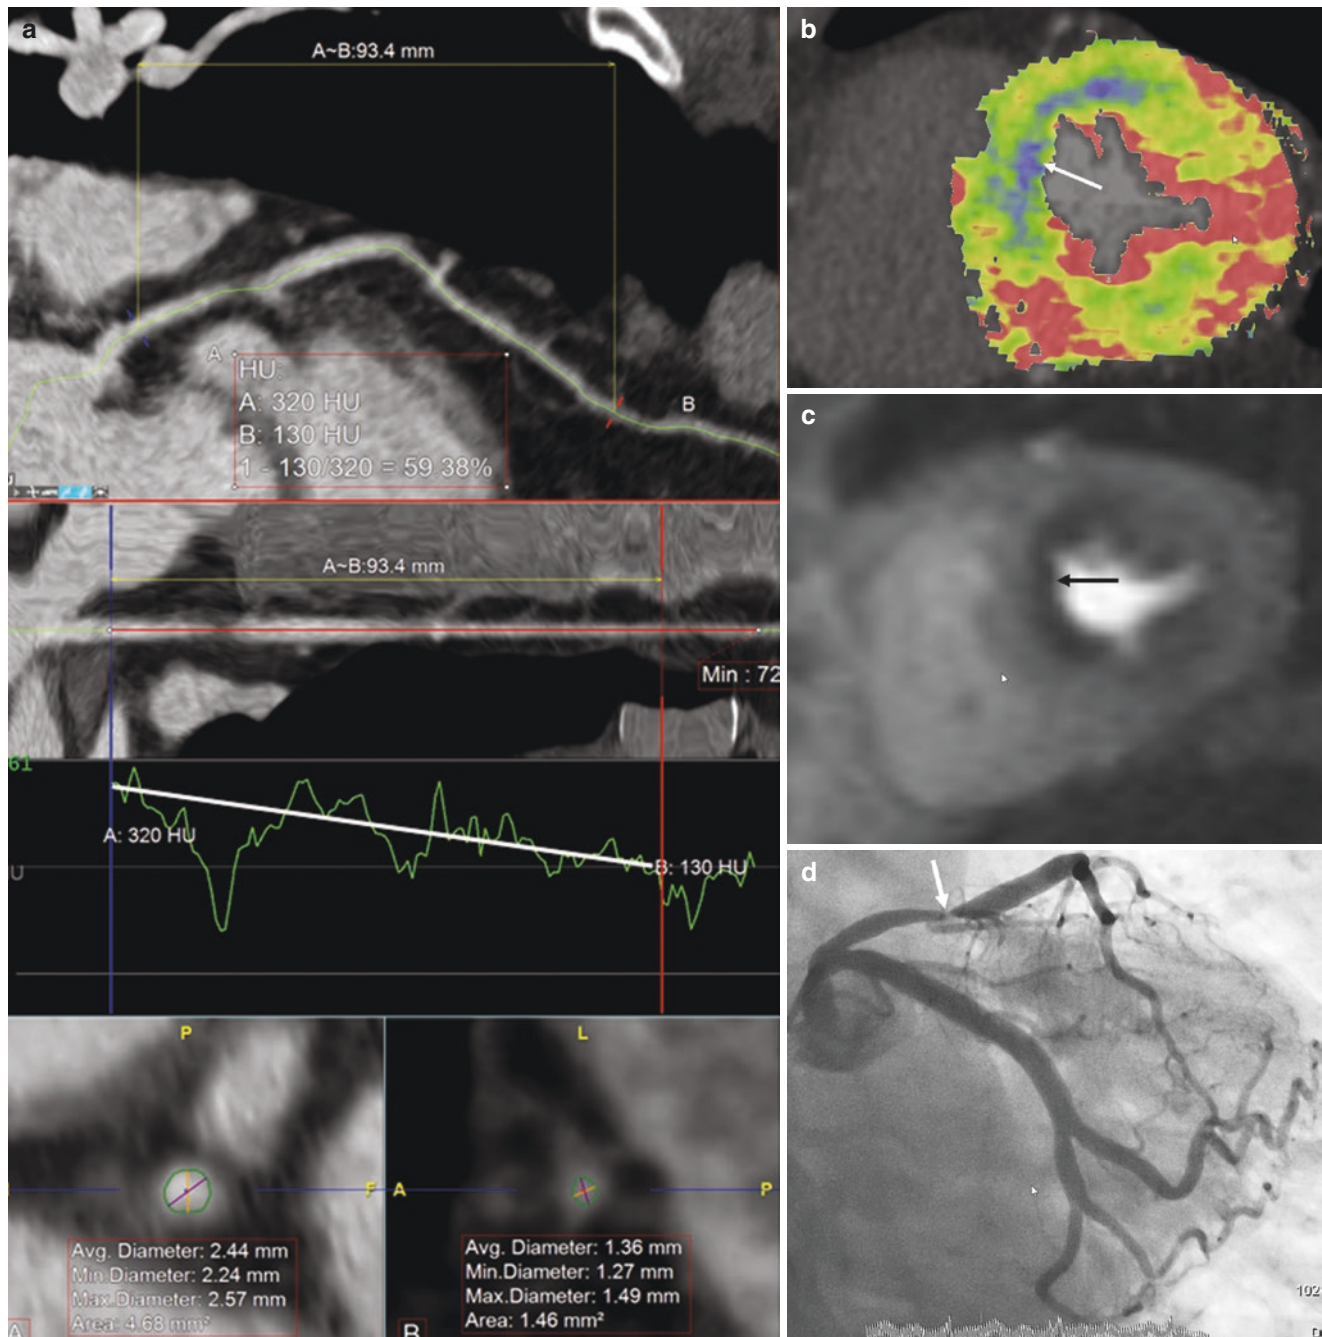 a
A~B:93.4 mm
A
HU:
A: 320 HU
B: 130 HU
1 - 130/320 = 59.38%
B
A~B:93.4 mm
Min : 72
61
A: 320 HU
B: 130 HU
U
P
F
Avg. Diameter: 2.44 mm
Min.Diameter: 2.24 mm
Max.Diameter: 2.57 mm
Area: 4.68 mm²
A
L
A
P
Avg. Diameter: 1.36 mm
Min.Diameter: 1.27 mm
Max.Diameter: 1.49 mm
Area: 1.46 mm²
B
b
c
d
102
D